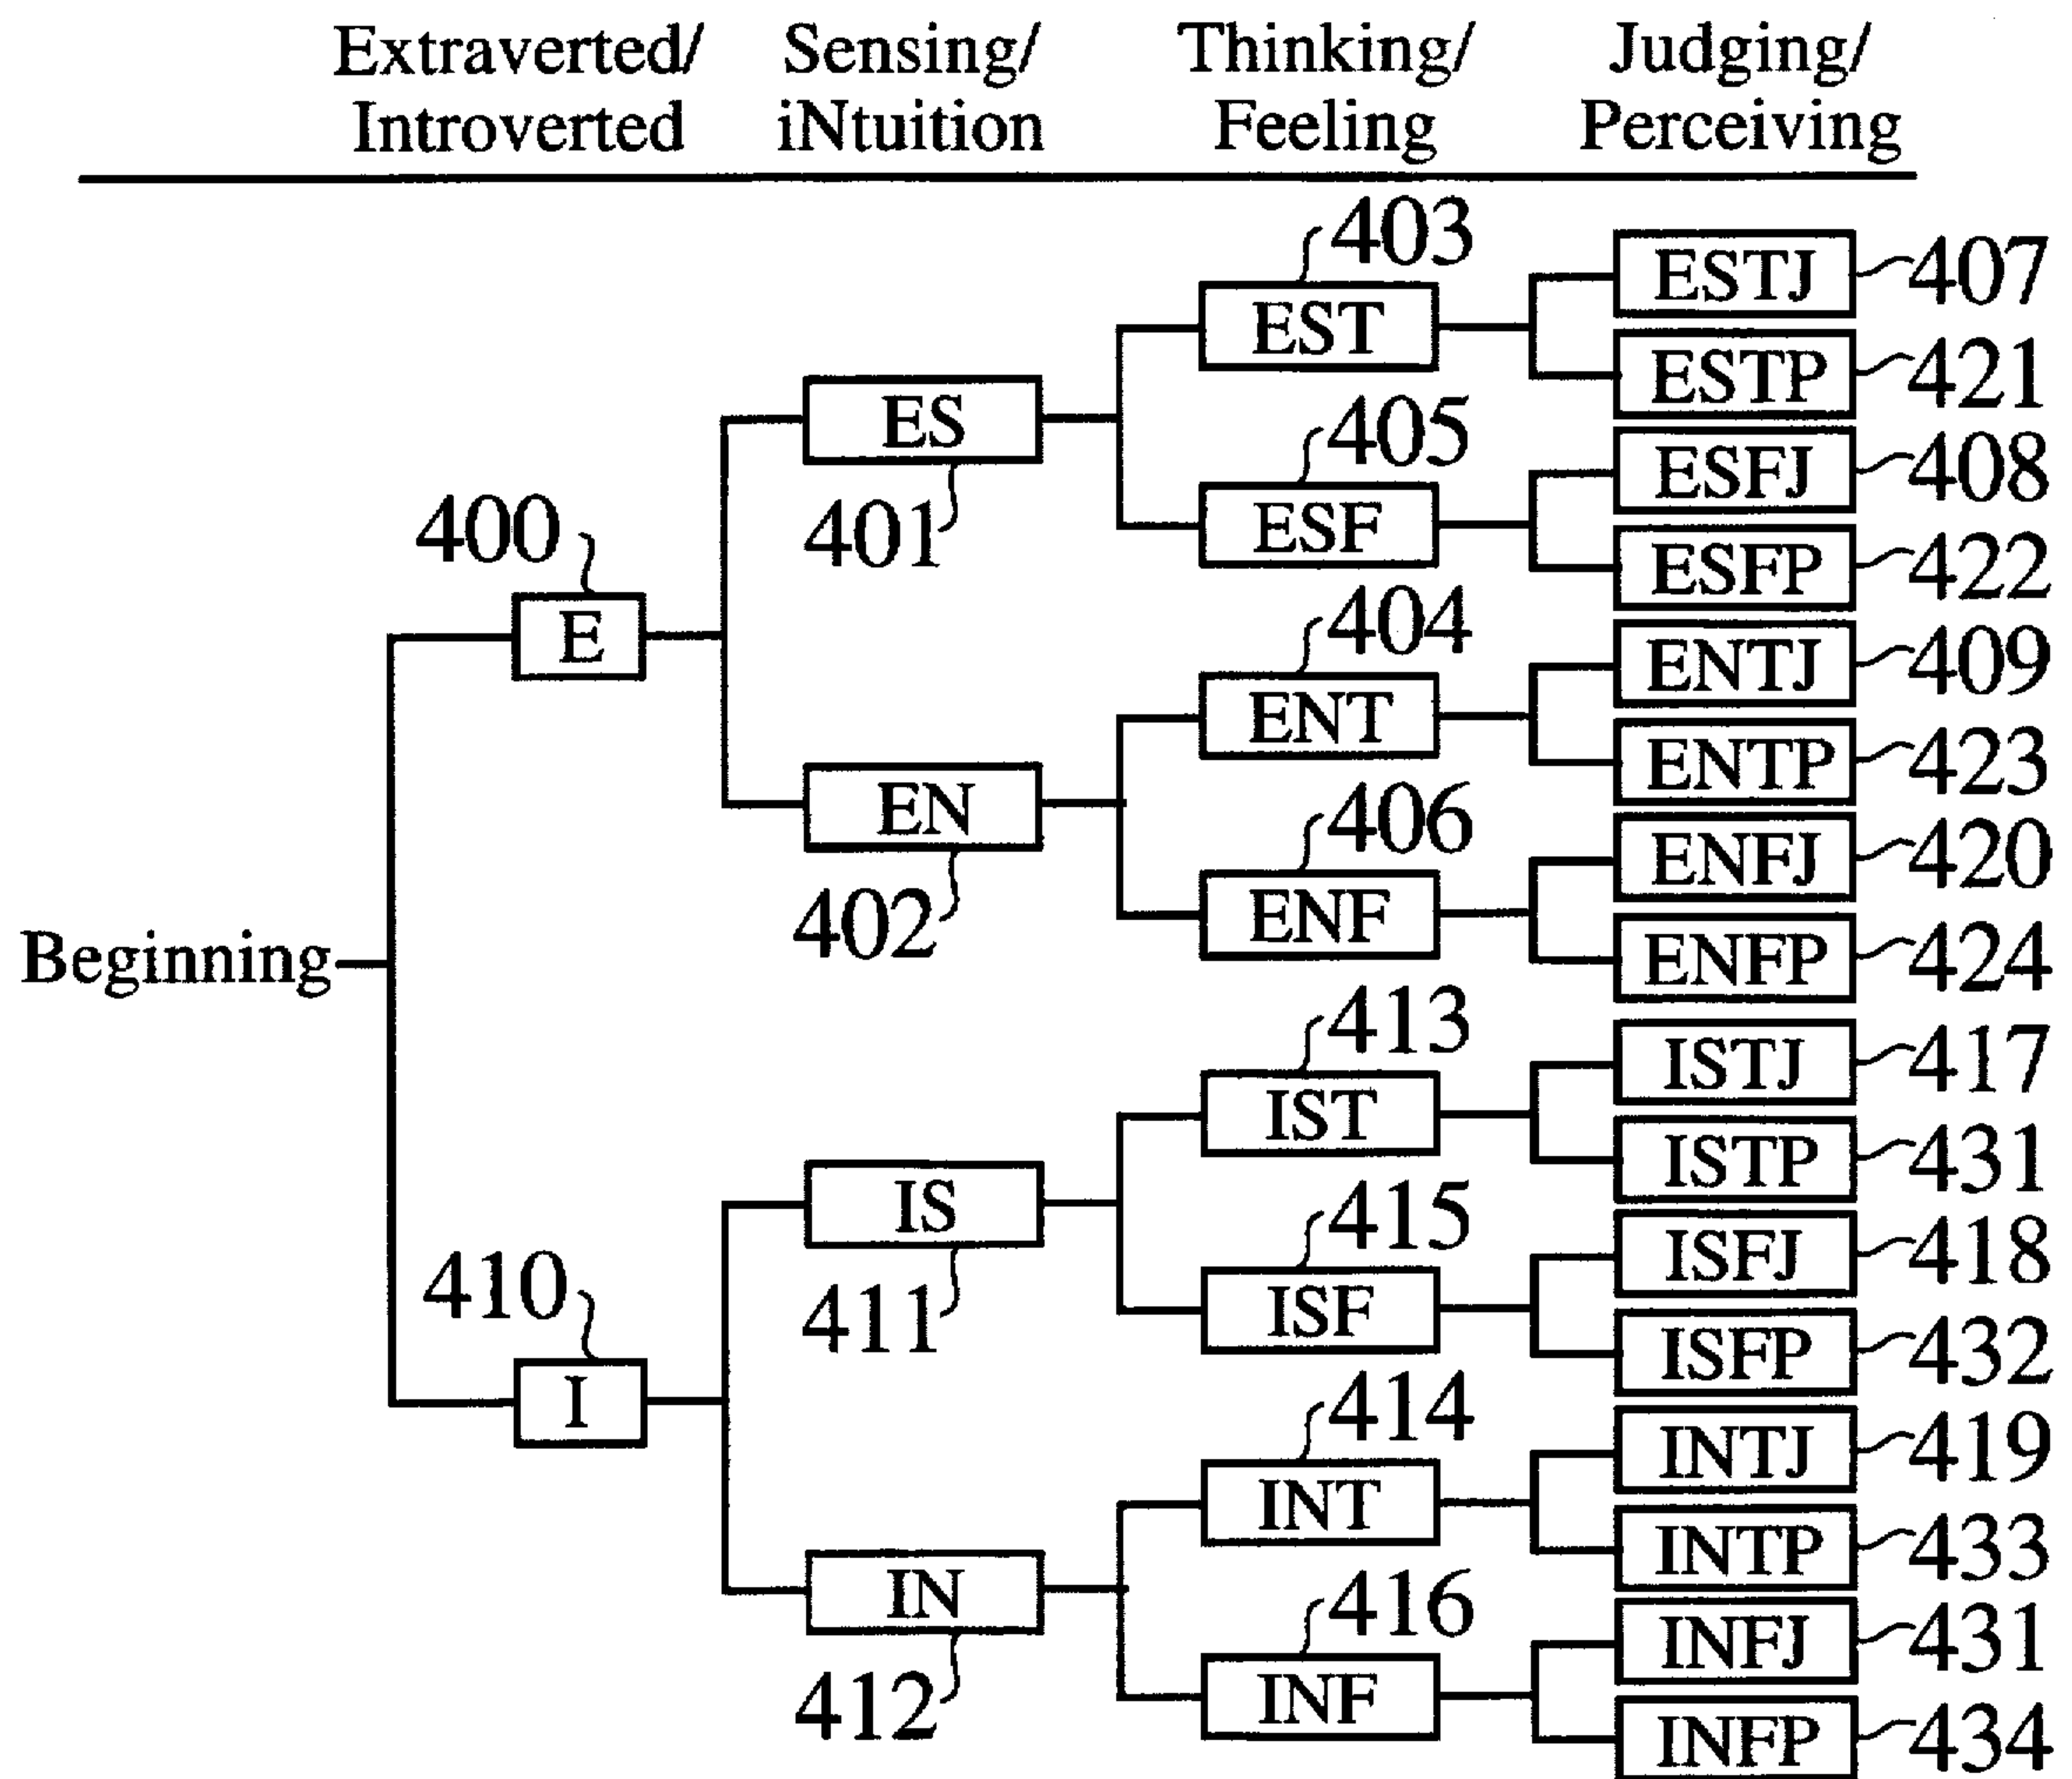 Extraverted/ Sensing/ Thinking/ Judging/
Introverted iNtuition Feeling Perceiving
403
ESTJ 407
EST
ESTP 421
ES
405
ESFJ 408
401
ESF
400
ESFP 422
E
404
ENTJ 409
ENT
ENTP 423
EN
406
ENFJ 420
402
ENF
Beginning
ENFP 424
413
ISTJ 417
IST
ISTP 431
IS
415
ISFJ 418
411
ISF
410
ISFP 432
I
414
INTJ 419
INT
INTP 433
IN
416
INFJ 431
412
INF
INFP 434